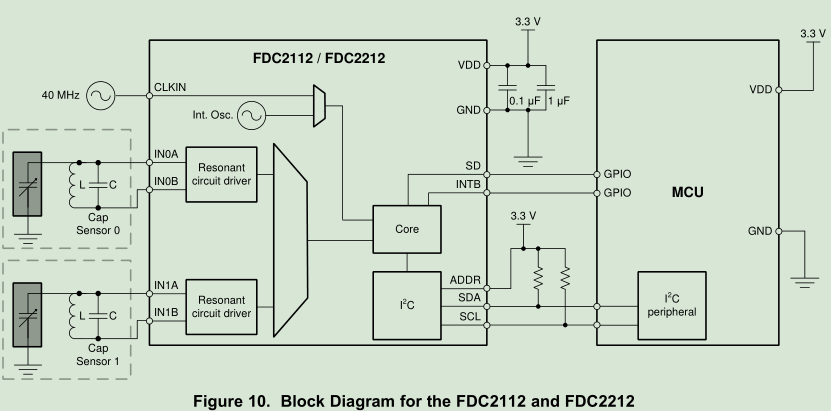 3.3 V
3.3 V
FDC2112 / FDC2212
VDD
40 MHz
CLKIN
0.1 µF
1 µF
VDD
Int. Osc.
GND
IN0A
Resonant
circuit driver
SD
GPIO
L
C
IN0B
INTB
GPIO
MCU
Cap
Sensor 0
Core
3.3 V
GND
IN1A
Resonant
circuit driver
I²C
ADDR
SDA
SCL
I²C
peripheral
L
C
IN1B
Cap
Sensor 1
Figure 10. Block Diagram for the FDC2112 and FDC2212